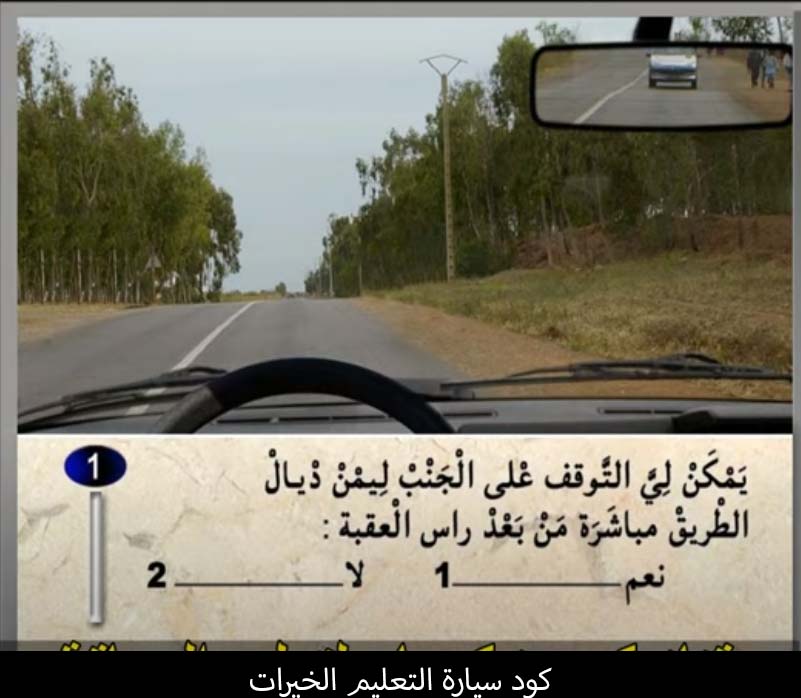 1
يَمْكَنْ لِيَّ التَّوقف عْلى الْجَنْبْ لِيمْنْ دْيـالْ
الطْريقْ مباشَرَة مَنْ بَعْدْ راس الْعقبة :
نعم 1 لا 2
كود سيارة التعليم الخيرات